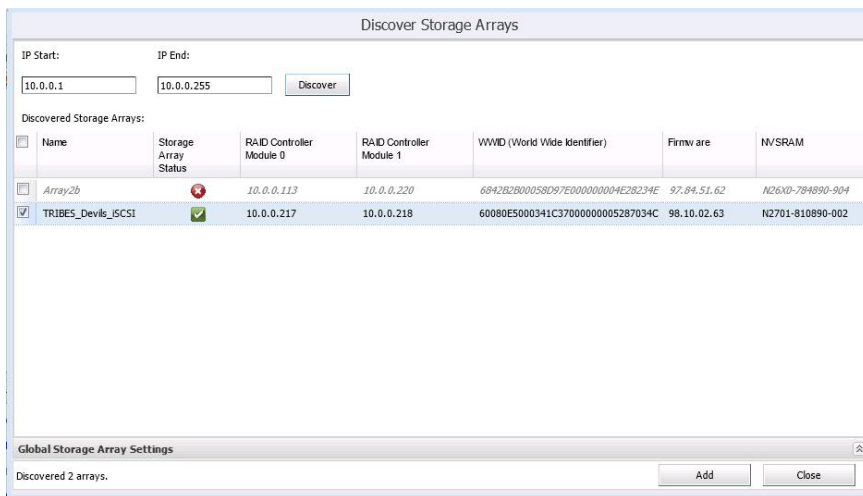 Discover Storage Arrays
IP Start: IP End:
10.0.0.1 10.0.0.255 Discover
Discovered Storage Arrays:
Name Storage Array Status RAID Controller Module 0 RAID Controller Module 1 WWID (World Wide Identifier) Firmware NVSRAM
Array2b 10.0.0.113 10.0.0.220 6842B2B00058D97E000000004E28234E 97.84.51.62 N26X0-784890-904
TRIBES_Devils_iSCSI 10.0.0.217 10.0.0.218 60080E5000341C37000000005287034C 98.10.02.63 N2701-810890-002
Global Storage Array Settings
Discovered 2 arrays. Add Close